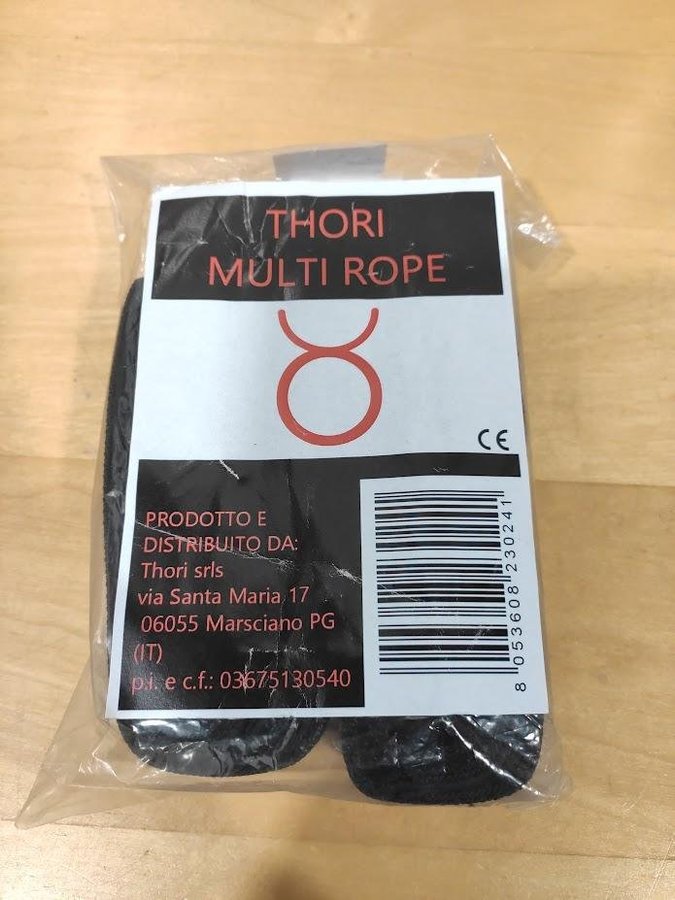 THORI
MULTI ROPE
CE
PRODOTTO E
DISTRIBUITO DA:
Thori srls
via Santa Maria 17
06055 Marsciano PG
(IT)
p.i. e c.f.: 03675130540
8 053608 230241